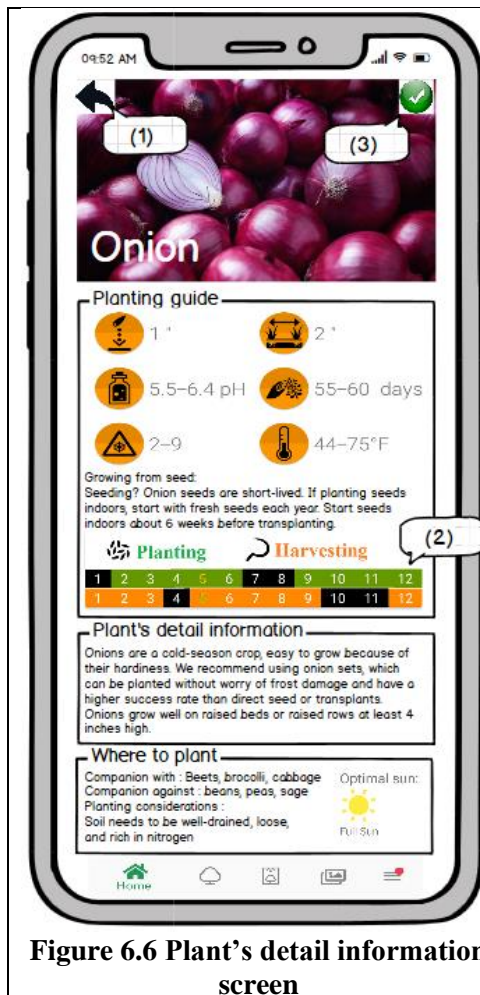 09:52 AM
(1)
(3)
Onion
Planting guide
1 "
2 "
5.5–6.4 pH
55–60 days
2–9
44–75°F
Growing from seed:
Seeding? Onion seeds are short-lived. If planting seeds
indoors, start with fresh seeds each year. Start seeds
indoors about 6 weeks before transplanting.
(2)
Planting
Harvesting
1 2 3 4 5 6 7 8 9 10 11 12
1 2 3 4 5 6 7 8 9 10 11 12
Plant's detail information
Onions are a cold-season crop, easy to grow because of
their hardiness. We recommend using onion sets, which
can be planted without worry of frost damage and have a
higher success rate than direct seed or transplants.
Onions grow well on raised beds or raised rows at least 4
inches high.
Where to plant
Companion with : Beets, brocolli, cabbage
Companion against : beans, peas, sage
Planting considerations :
Soil needs to be well-drained, loose,
and rich in nitrogen
Optimal sun:
Full Sun
Home
Figure 6.6 Plant's detail information
screen